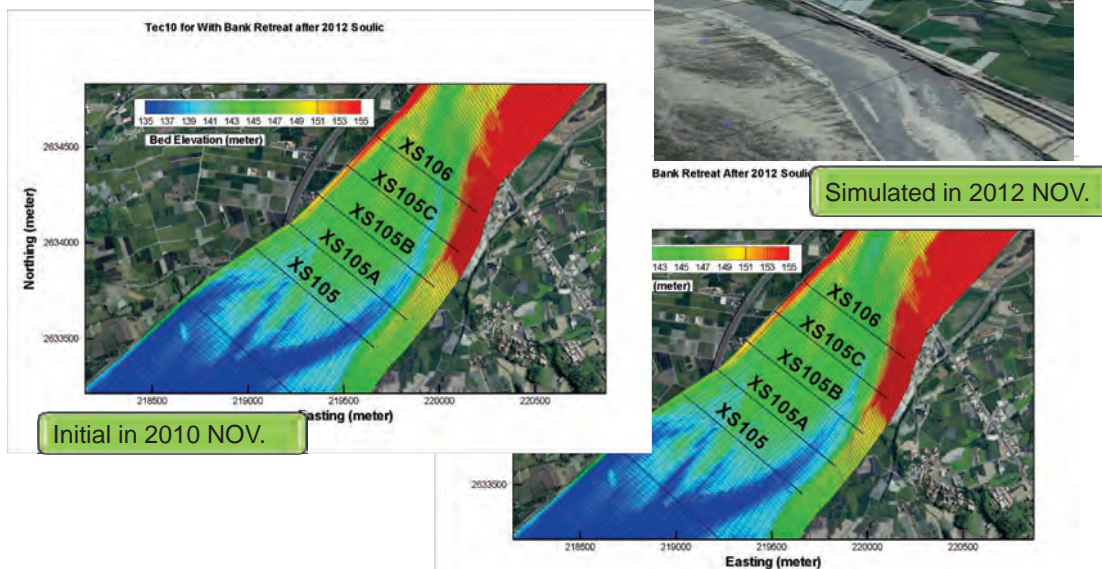 Tec10 for With Bank Retreat after 2012 Soulic
135 137 139 141 143 145 147 149 151 153 155
Bed Elevation (meter)
2634500
2634000
2633500
Northing (meter)
XS106
XS105C
XS105B
XS105A
XS105
218500 219000 219500 220000 220500
Easting (meter)
Initial in 2010 NOV.
Bank Retreat After 2012 Soulic
Simulated in 2012 NOV.
143 145 147 149 151 153 155
(meter)
XS106
XS105C
XS105B
XS105A
XS105
2633500
218500 219000 219500 220000 220500
Easting (meter)